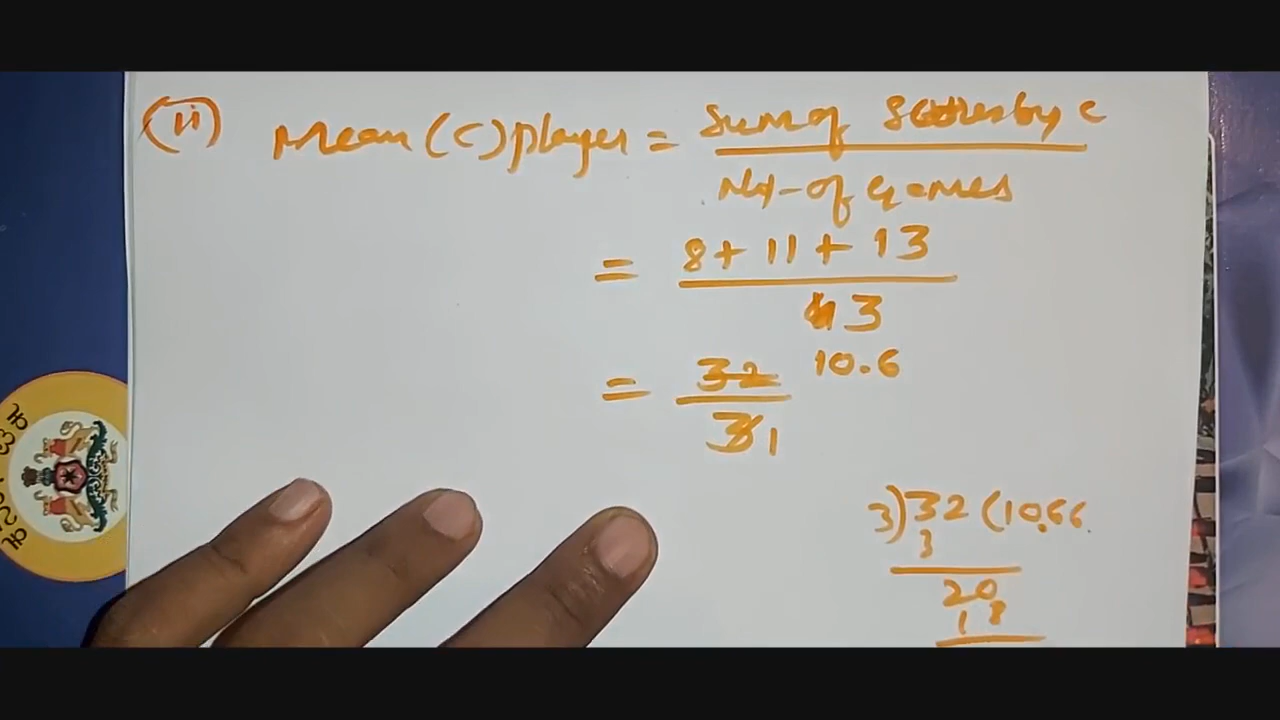 (ii) Mean (C) player = Sum of Scores by C
No- of Games
= 8 + 11 + 13
3
= 32 10.6
3 1
3) 32 (10.66
3
20
18